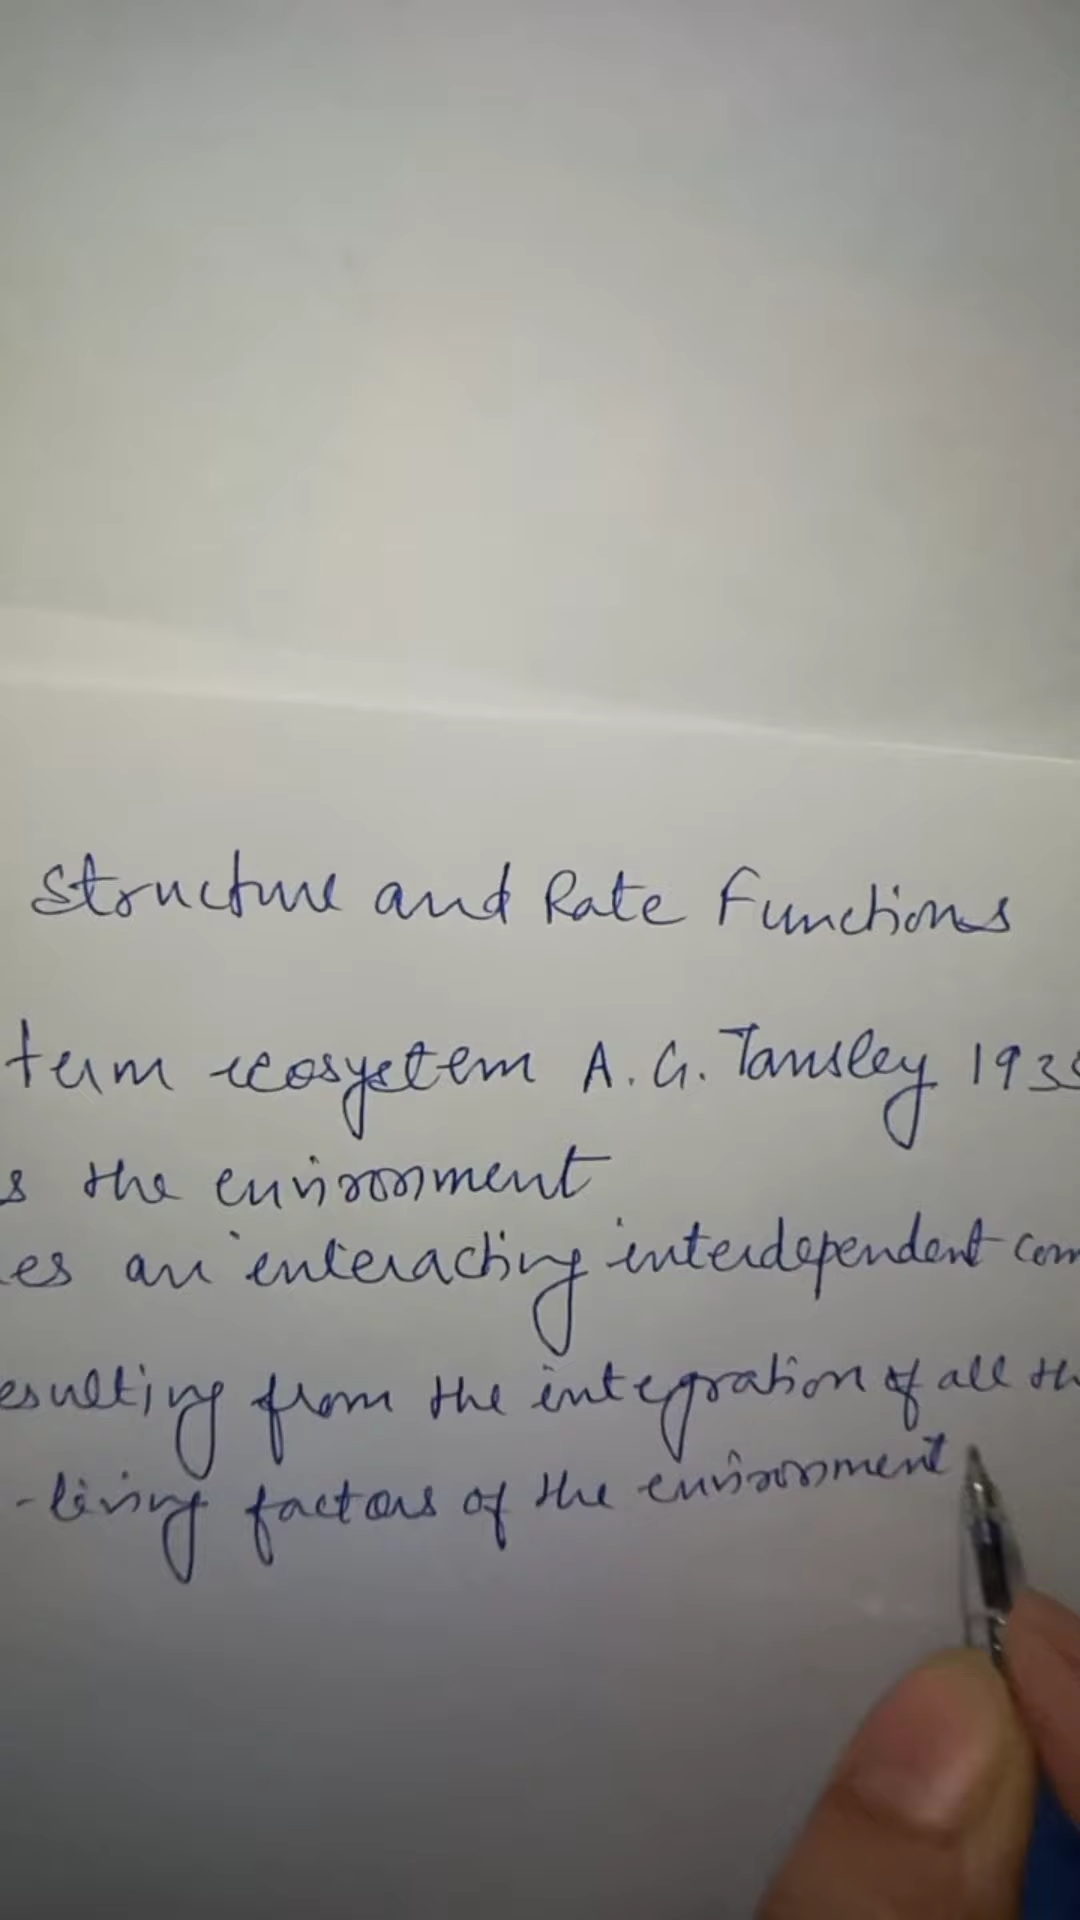 Structure and Rate Functions
term ecosystem A. G. Tansley 193
s the environment
es an interacting interdependent com
esulting from the integration of all th
-living factors of the environment